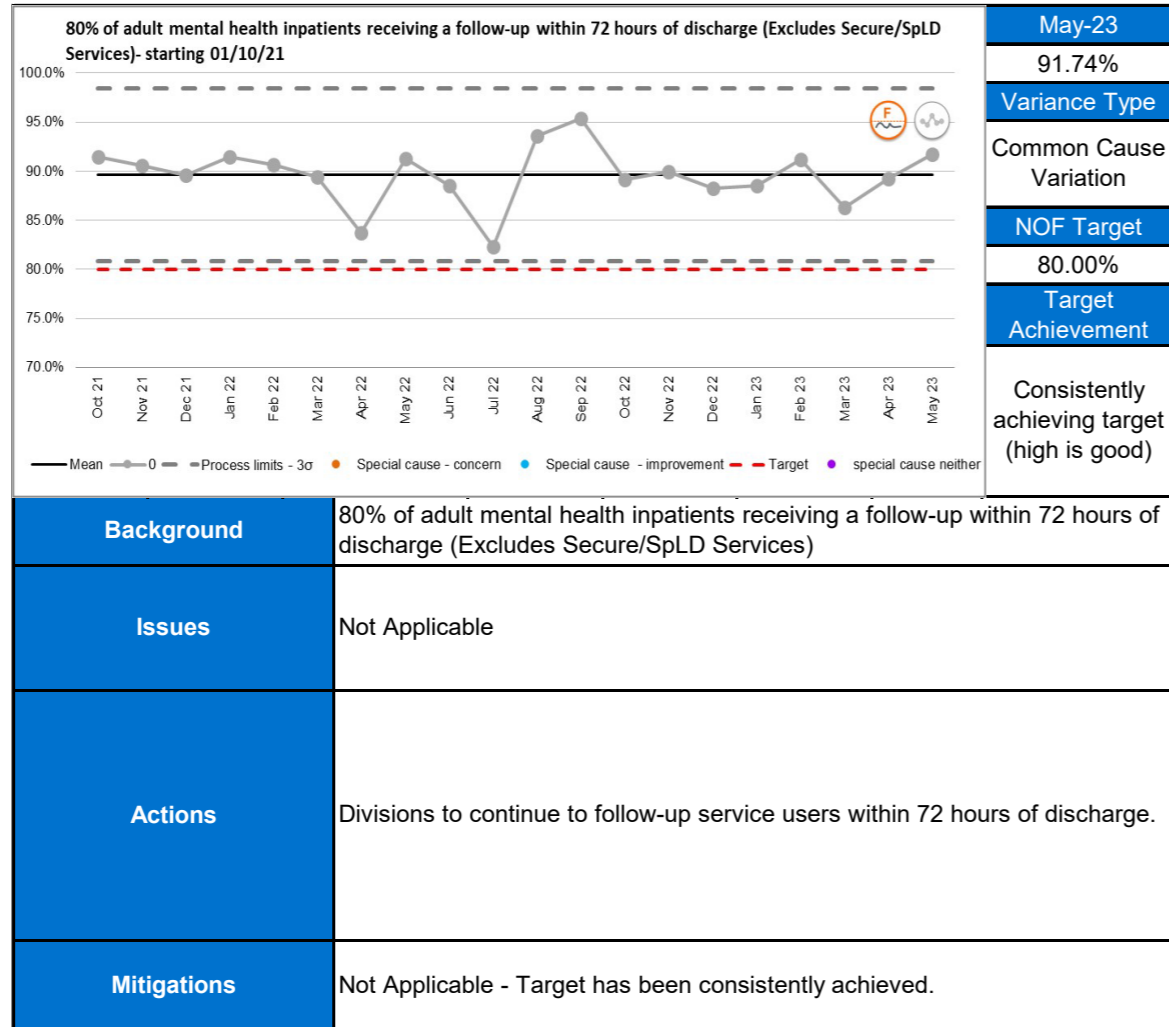 80% of adult mental health inpatients receiving a follow-up within 72 hours of discharge (Excludes Secure/SpLD
Services)- starting 01/10/21
100.0%
95.0%
90.0%
85.0%
80.0%
75.0%
70.0%
F
Oct 21
Nov 21
Dec 21
Jan 22
Feb 22
Mar 22
Apr 22
May 22
Jun 22
Jul 22
Aug 22
Sep 22
Oct 22
Nov 22
Dec 22
Jan 23
Feb 23
Mar 23
Apr 23
May 23
Mean 0 Process limits - 3σ Special cause - concern Special cause - improvement Target special cause neither
May-23
91.74%
Variance Type
Common Cause
Variation
NOF Target
80.00%
Target
Achievement
Consistently
achieving target
(high is good)
Background
80% of adult mental health inpatients receiving a follow-up within 72 hours of
discharge (Excludes Secure/SpLD Services)
Issues
Not Applicable
Actions
Divisions to continue to follow-up service users within 72 hours of discharge.
Mitigations
Not Applicable - Target has been consistently achieved.